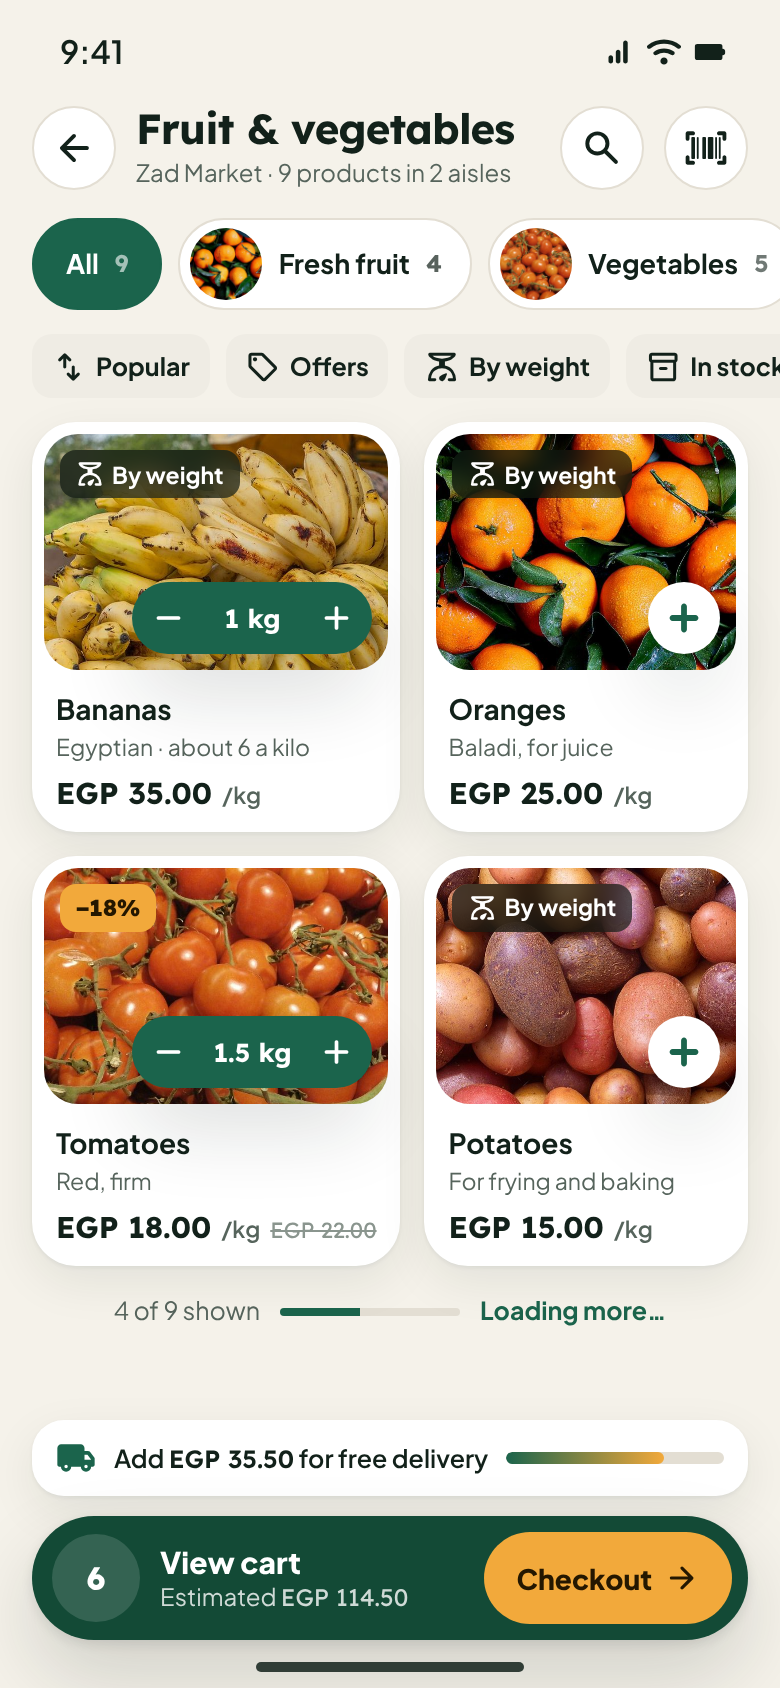 9:41
Fruit & vegetables
Zad Market · 9 products in 2 aisles
All 9
Fresh fruit 4
Vegetables 5
Popular
Offers
By weight
In stock
By weight
1 kg
Bananas
Egyptian · about 6 a kilo
EGP 35.00 /kg
By weight
Oranges
Baladi, for juice
EGP 25.00 /kg
−18%
1.5 kg
Tomatoes
Red, firm
EGP 18.00 /kg EGP 22.00
By weight
Potatoes
For frying and baking
EGP 15.00 /kg
4 of 9 shown
Loading more…
Add EGP 35.50 for free delivery
6
View cart
Estimated EGP 114.50
Checkout